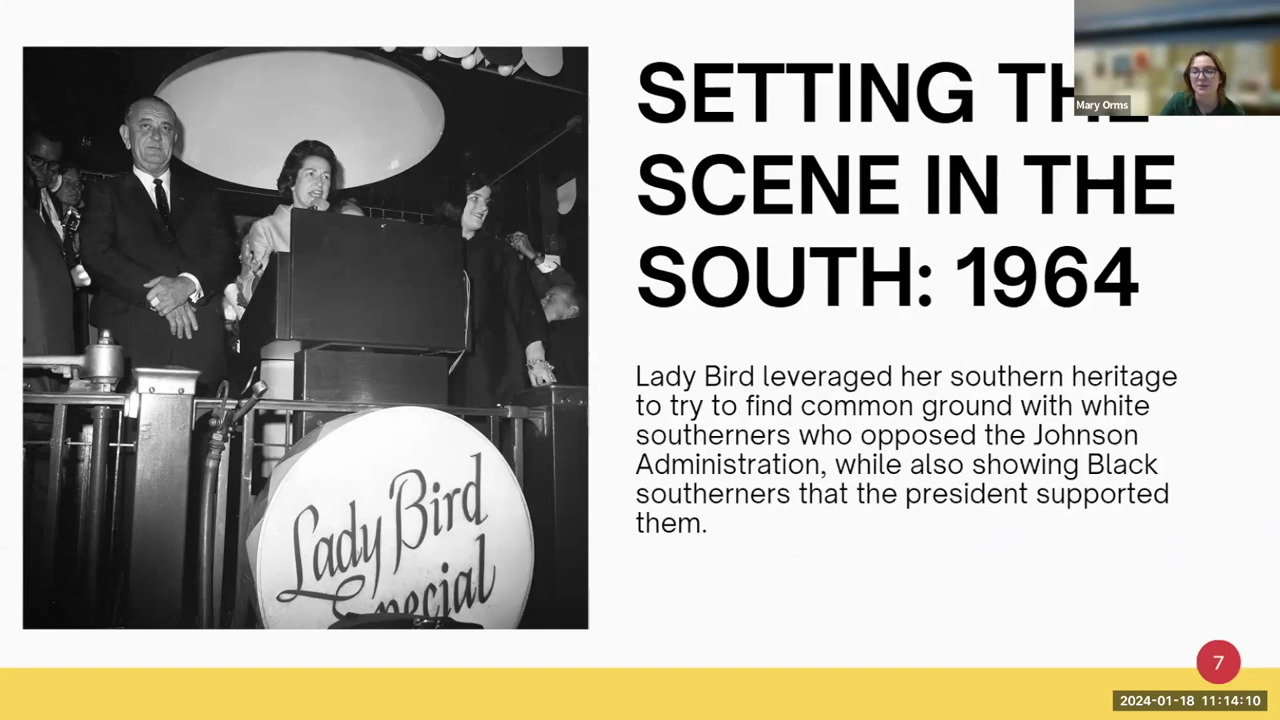 SETTING THE
Mary Orms
SCENE IN THE
SOUTH: 1964
Lady Bird leveraged her southern heritage
to try to find common ground with white
southerners who opposed the Johnson
Administration, while also showing Black
southerners that the president supported
them.
Lady Bird
Special
7
2024-01-18 11:14:10